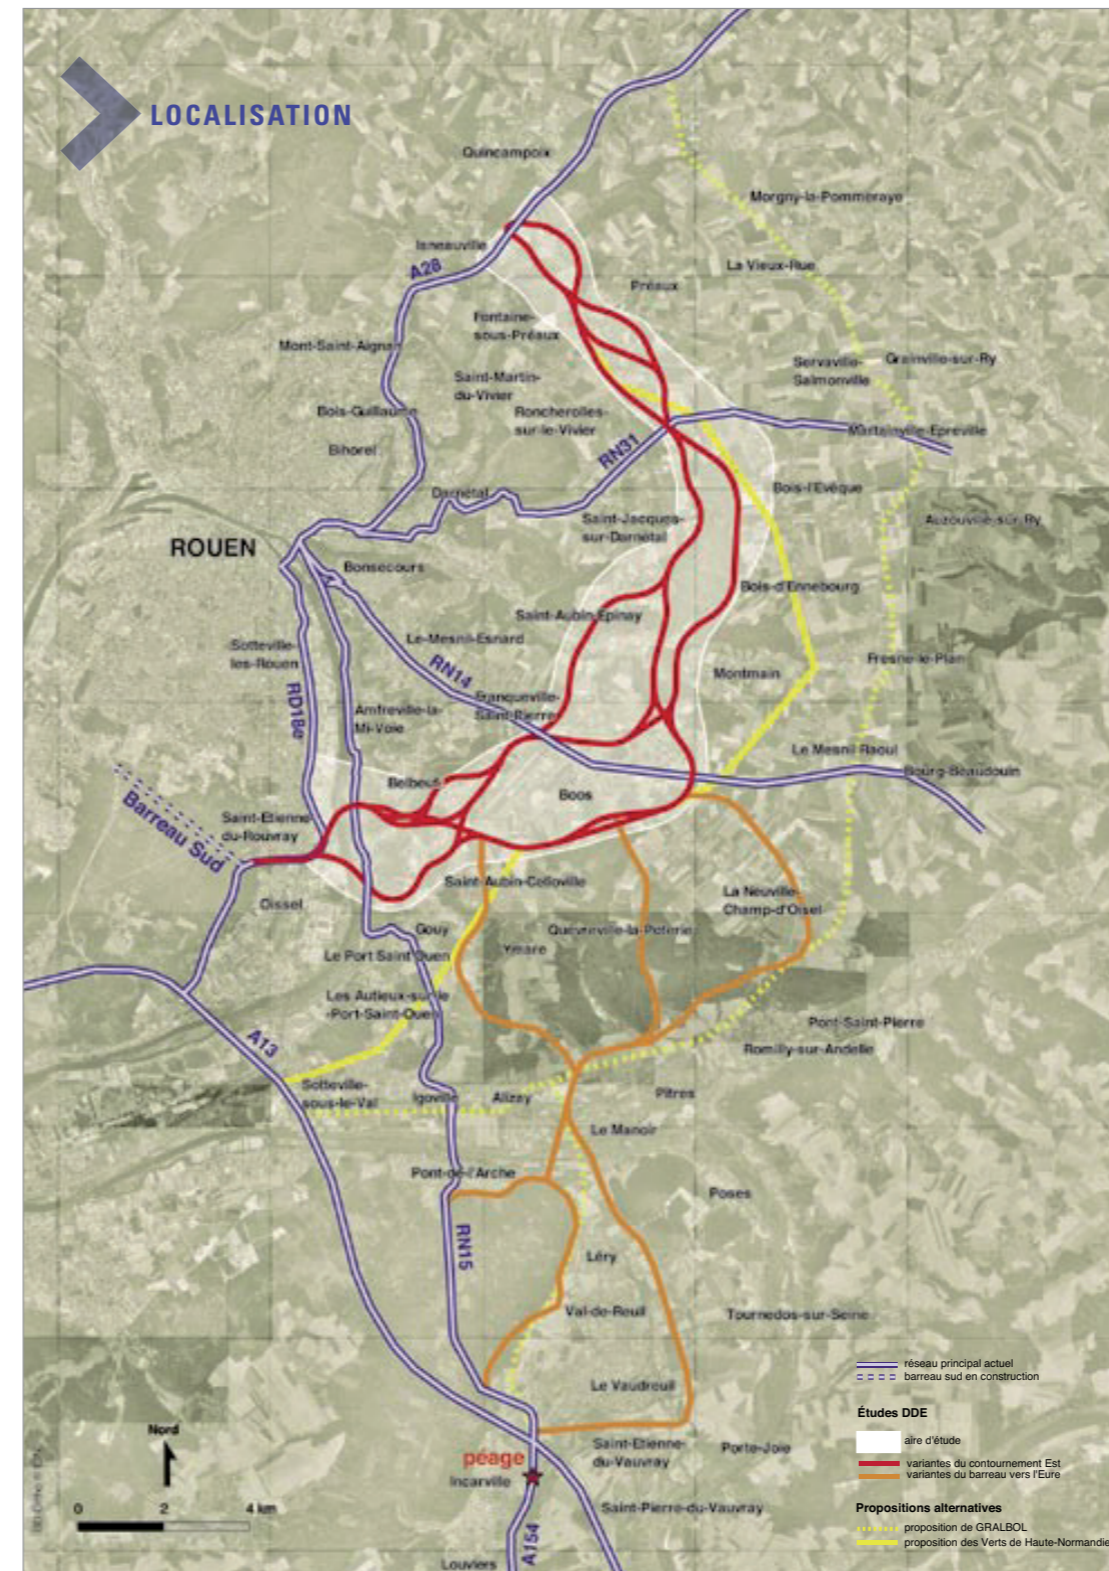 LOCALISATION
Quincampoix
Morgny-la-Pommeraye
Isneauville
La Vieux-Rue
A28
Préaux
Fontaine-
sous-Préaux
Mont-Saint-Aignan
Servaville-
Salmonville
Grainville-sur-Ry
Saint-Martin-
du-Vivier
Bois-Guillaume
Roncherolles-
sur-le-Vivier
Martainville-Epreville
Bihorel
RN31
Darnétal
Bois-l'Evêque
Saint-Jacques-
sur-Darnétal
Auzouville-sur-Ry
ROUEN
Bonsecours
Bois-d'Ennebourg
Saint-Aubin-Epinay
Sotteville-
les-Rouen
Le-Mesnil-Esnard
RN14
Fresne-le-Plan
Montmain
RD18e
Franqueville-
Saint-Pierre
Amfreville-la-
Mi-Voie
Le Mesnil Raoul
Bourg-Beaudouin
Belbeuf
Boos
Barreau Sud
Saint-Etienne-
du-Rouvray
Saint-Aubin-Celloville
La Neuville-
Champ-d'Oisel
Oissel
Gouy
Quévreville-la-Poterie
Ymare
Le Port Saint Ouen
Les Autieux-sur-le
-Port-Saint-Ouen
Pont-Saint-Pierre
A13
Romilly-sur-Andelle
Sotteville-
sous-le-Val
Igoville
Alizay
Pitres
Le Manoir
Pont-de-l'Arche
Poses
RN15
Léry
Val-de-Reuil
Tournedos-sur-Seine
réseau principal actuel
barreau sud en construction
Le Vaudreuil
Études DDE
aire d'étude
Nord
Saint-Etienne-
du-Vauvray
Porte-Joie
péage
variantes du contournement Est
variantes du barreau vers l'Eure
Incarville
0 2 4 km
Saint-Pierre-du-Vauvray
Propositions alternatives
proposition de GRALBOL
proposition des Verts de Haute-Normandie
A154
Louviers